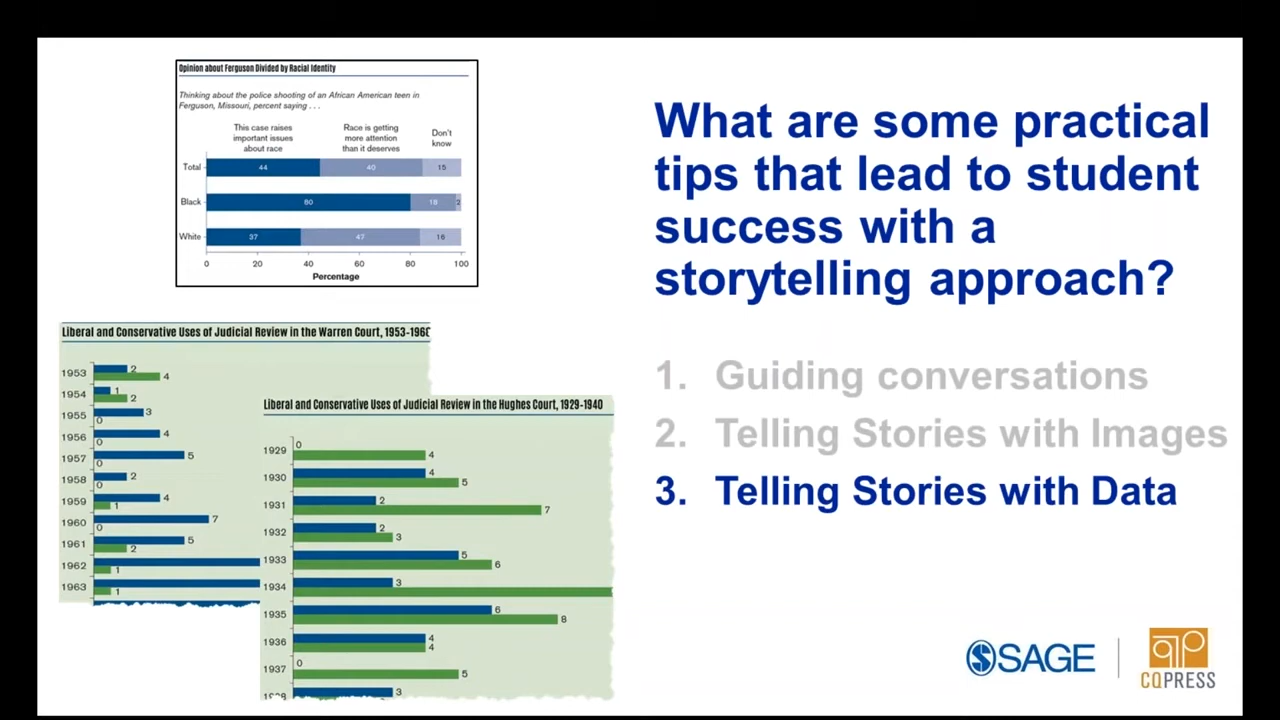 Opinion about Ferguson Divided by Racial Identity
Thinking about the police shooting of an African American teen in
Ferguson, Missouri, percent saying . . .
This case raises
important issues
about race
Race is getting
more attention
than it deserves
Don't
know
Total
44
40
15
Black
80
18
2
White
37
47
16
0 20 40 60 80 100
Percentage
What are some practical
tips that lead to student
success with a
storytelling approach?
1. Guiding conversations
2. Telling Stories with Images
3. Telling Stories with Data
Liberal and Conservative Uses of Judicial Review in the Warren Court, 1953–196
1953 2
4
1954 1
2
1955 3
0
1956 4
0
1957 5
0
1958 2
0
1959 4
1
1960 7
0
1961 5
2
1962
1
1963
1
Liberal and Conservative Uses of Judicial Review in the Hughes Court, 1929–1940
1929 0
4
1930 4
5
1931 2
7
1932 2
3
1933 5
6
1934 3
1935 6
8
1936 4
4
1937 0
5
3
SAGE
CQPRESS